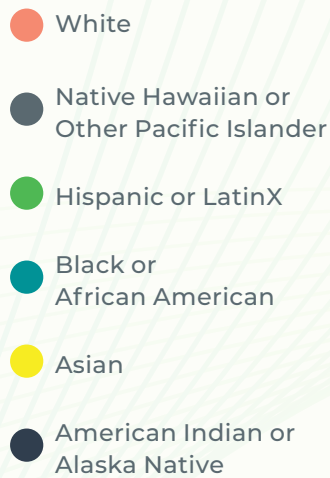 White
Native Hawaiian or
Other Pacific Islander
Hispanic or LatinX
Black or
African American
Asian
American Indian or
Alaska Native